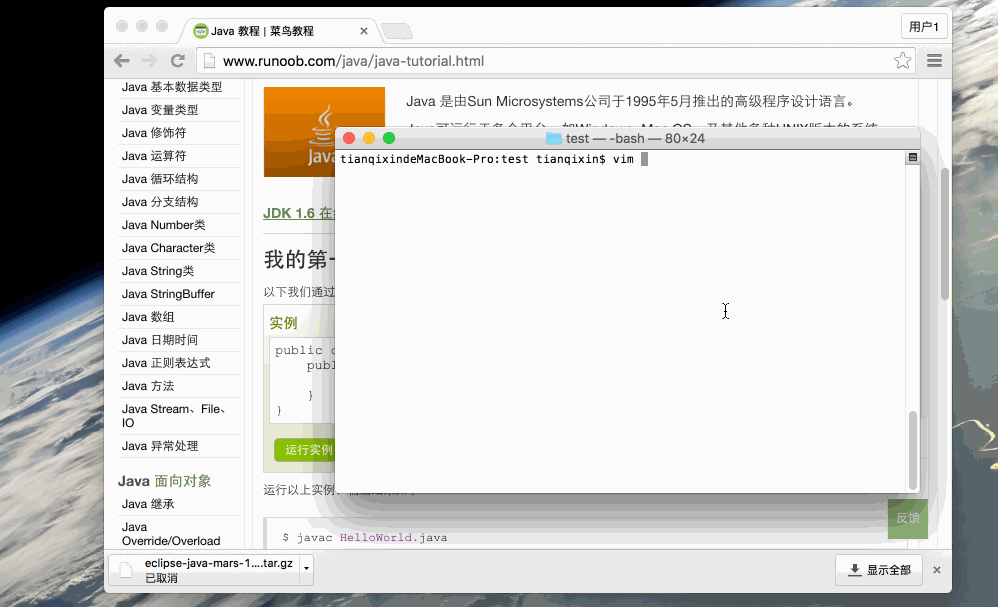 Java 教程 | 菜鸟教程
用户1
www.runoob.com/java/java-tutorial.html
Java 基本数据类型
Java 变量类型
Java 修饰符
Java 运算符
Java 循环结构
Java 分支结构
Java Number类
Java Character类
Java String类
Java StringBuffer
Java 数组
Java 日期时间
Java 正则表达式
Java 方法
Java Stream、File、
IO
Java 异常处理
Java 面向对象
Java 继承
Java
Override/Overload
Java
Java 是由Sun Microsystems公司于1995年5月推出的高级程序设计语言。
JDK 1.6 在
我的第一
以下我们通过
实例
public c
publ
}
}
运行实例
运行以上实例
$ javac HelloWorld.java
test — -bash — 80×24
tianqixindeMacBook-Pro:test tianqixin$ vim
反馈
eclipse-java-mars-1....tar.gz
已取消
显示全部